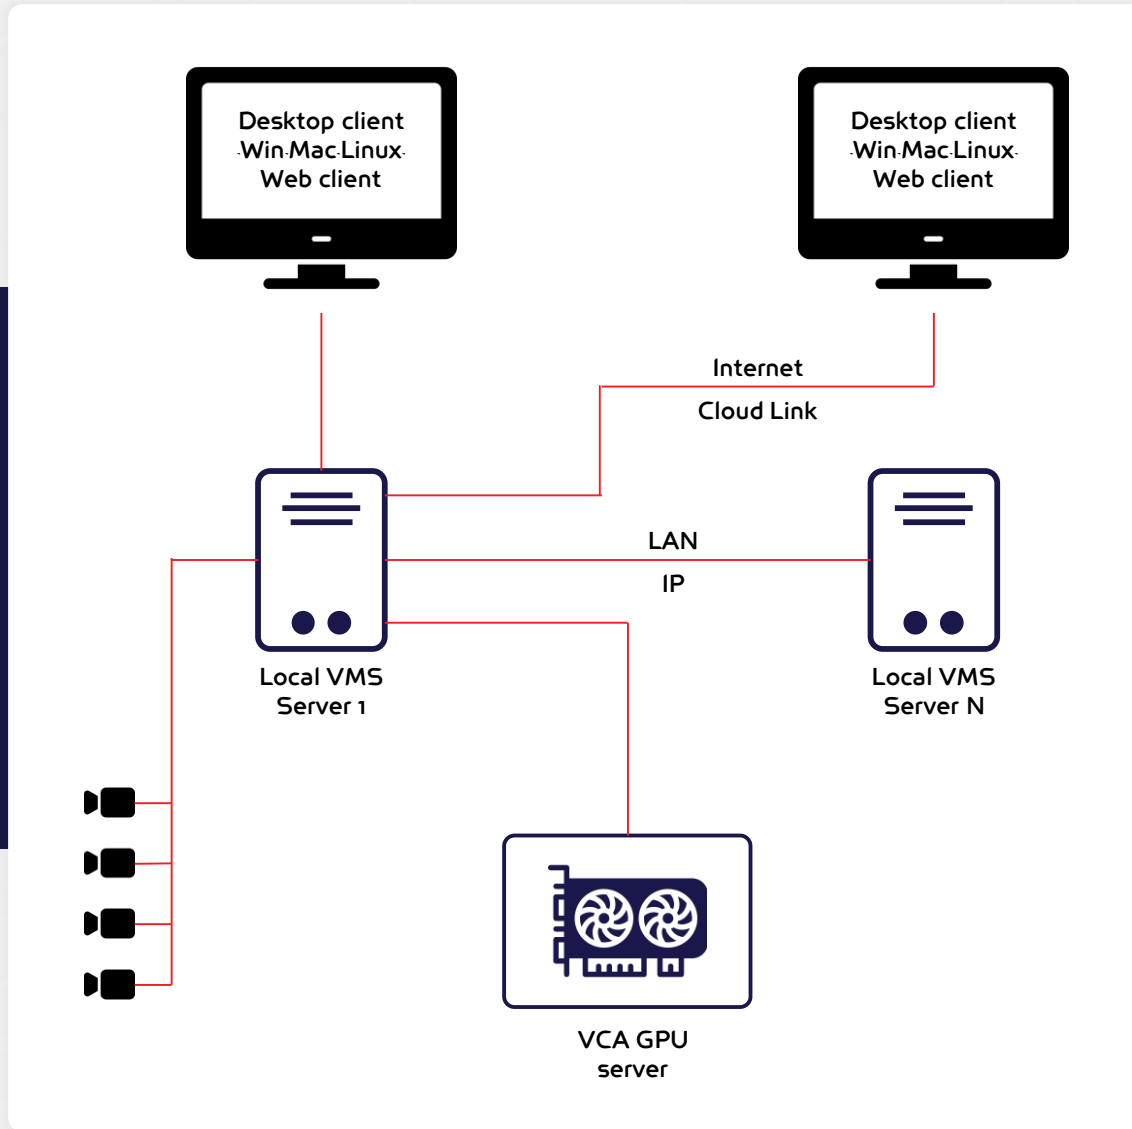 Desktop client
-Win-Mac-Linux-
Web client
Desktop client
-Win-Mac-Linux-
Web client
Internet
Cloud Link
LAN
IP
Local VMS
Server 1
Local VMS
Server N
VCA GPU
server